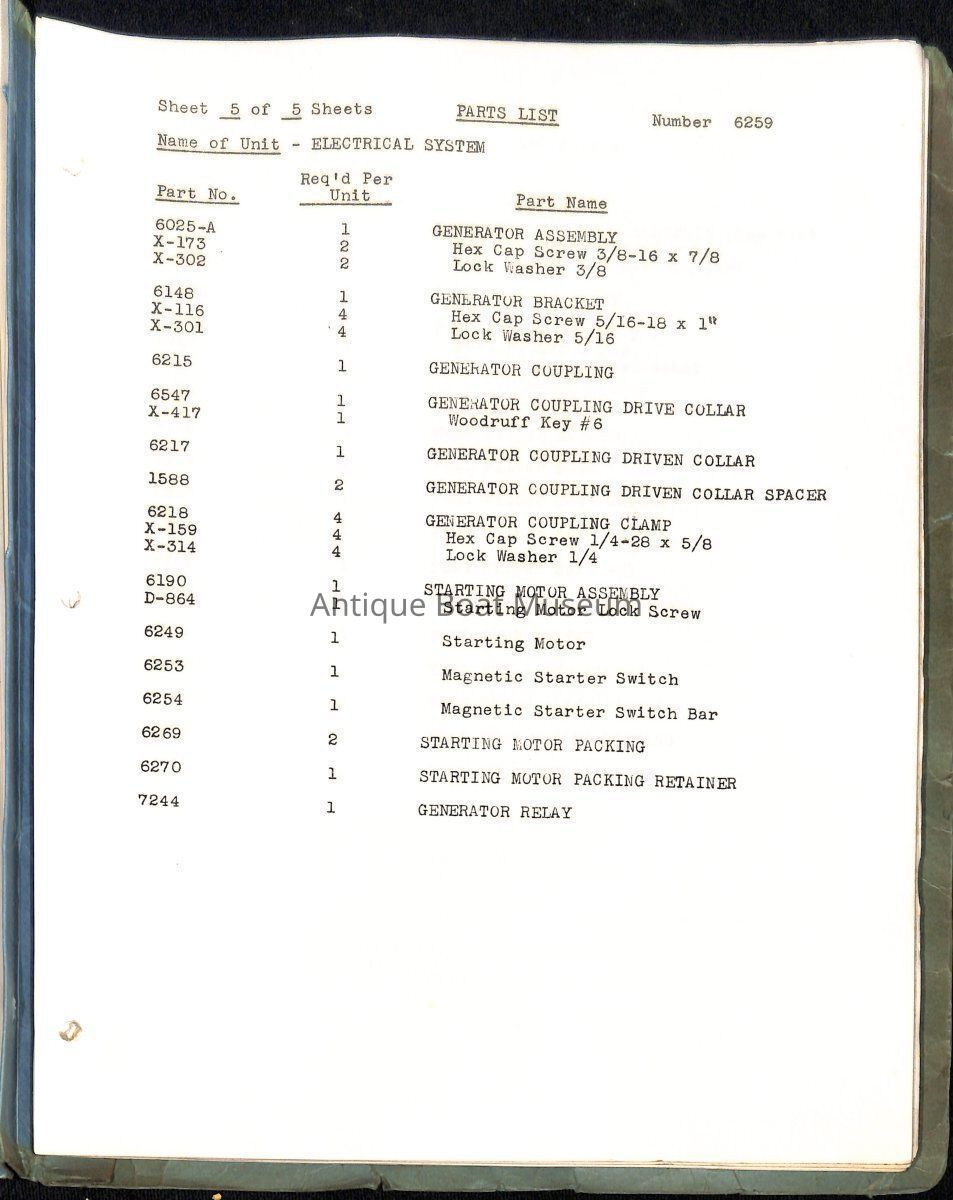 Sheet 5 of 5 Sheets PARTS LIST Number 6259
Name of Unit - ELECTRICAL SYSTEM
Part No. Req'd Per Unit Part Name
6025-A 1 GENERATOR ASSEMBLY
X-173 2 Hex Cap Screw 3/8-16 x 7/8
X-302 2 Lock Washer 3/8
6148 1 GENERATOR BRACKET
X-116 4 Hex Cap Screw 5/16-18 x 1"
X-301 4 Lock Washer 5/16
6215 1 GENERATOR COUPLING
6547 1 GENERATOR COUPLING DRIVE COLLAR
X-417 1 Woodruff Key #6
6217 1 GENERATOR COUPLING DRIVEN COLLAR
1588 2 GENERATOR COUPLING DRIVEN COLLAR SPACER
6218 4 GENERATOR COUPLING CLAMP
X-159 4 Hex Cap Screw 1/4-28 x 5/8
X-314 4 Lock Washer 1/4
6190 1 STARTING MOTOR ASSEMBLY
D-864 1 Starting Motor Lock Screw
Antique Boat Museum
6249 1 Starting Motor
6253 1 Magnetic Starter Switch
6254 1 Magnetic Starter Switch Bar
6269 2 STARTING MOTOR PACKING
6270 1 STARTING MOTOR PACKING RETAINER
7244 1 GENERATOR RELAY